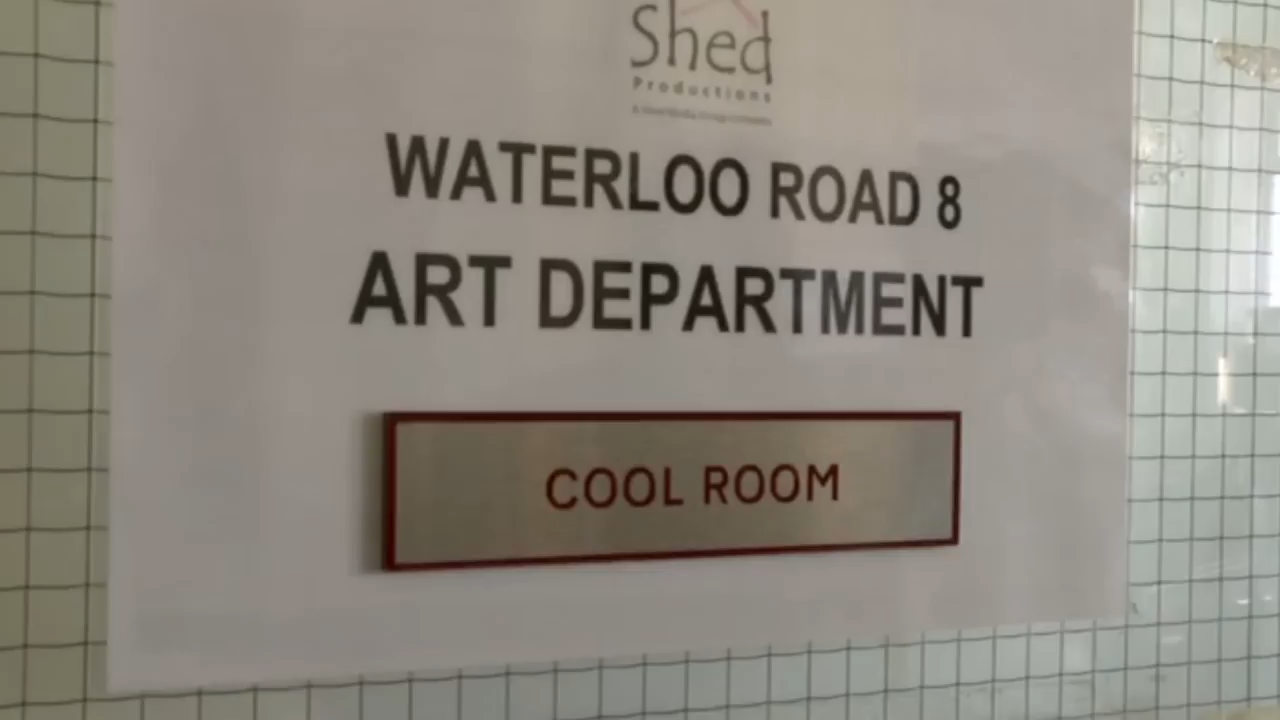 Shed
Productions
WATERLOO ROAD 8
ART DEPARTMENT
COOL ROOM